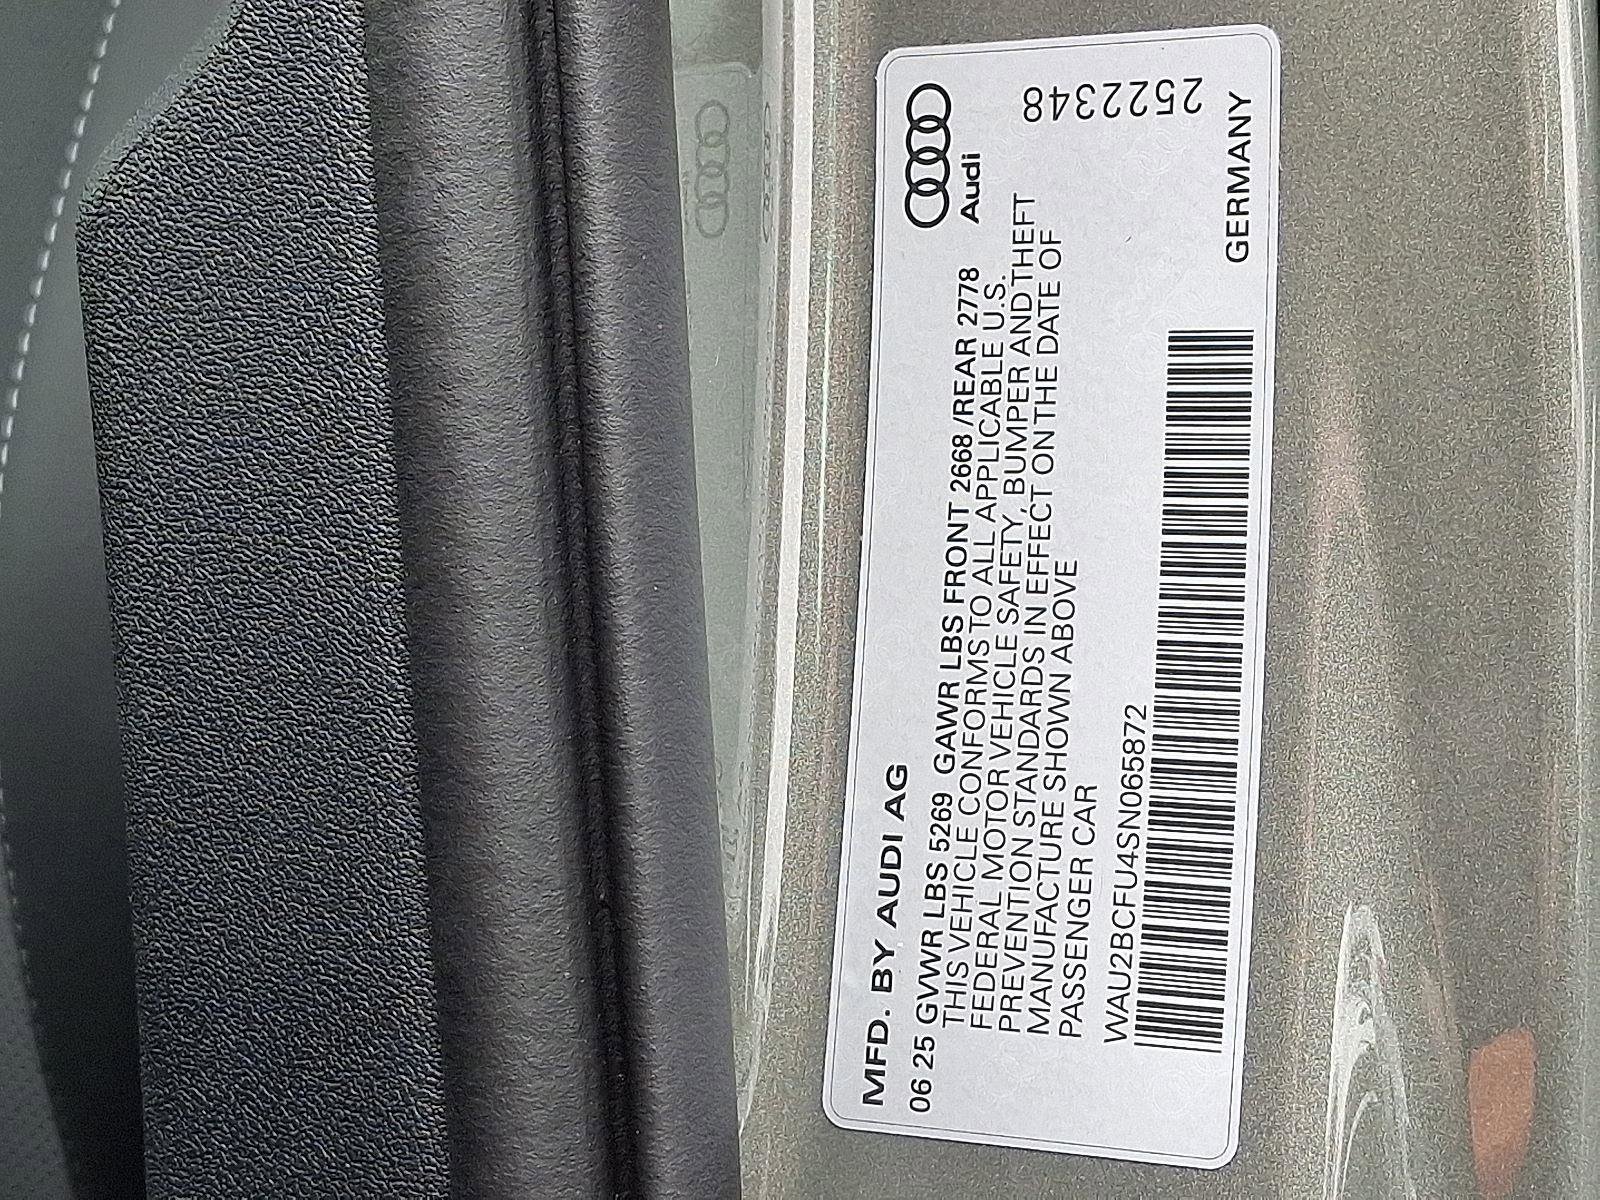 MFD. BY AUDI AG
06 25 GVWR LBS 5269 GAWR LBS FRONT 2668 /REAR 2778
THIS VEHICLE CONFORMS TO ALL APPLICABLE U.S.
FEDERAL MOTOR VEHICLE SAFETY, BUMPER AND THEFT
PREVENTION STANDARDS IN EFFECT ON THE DATE OF
MANUFACTURE SHOWN ABOVE
PASSENGER CAR
WAU2BCFU4SN065872
Audi
2522348
GERMANY